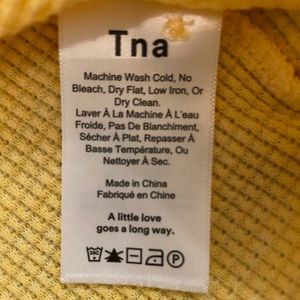 Tna
Machine Wash Cold, No
Bleach, Dry Flat, Low Iron, Or
Dry Clean.
Laver À La Machine À L'eau
Froide, Pas De Blanchiment,
Sécher À Plat, Repasser À
Basse Température, Ou
Nettoyer À Sec.
Made in China
Fabriqué en Chine
A little love
goes a long way.